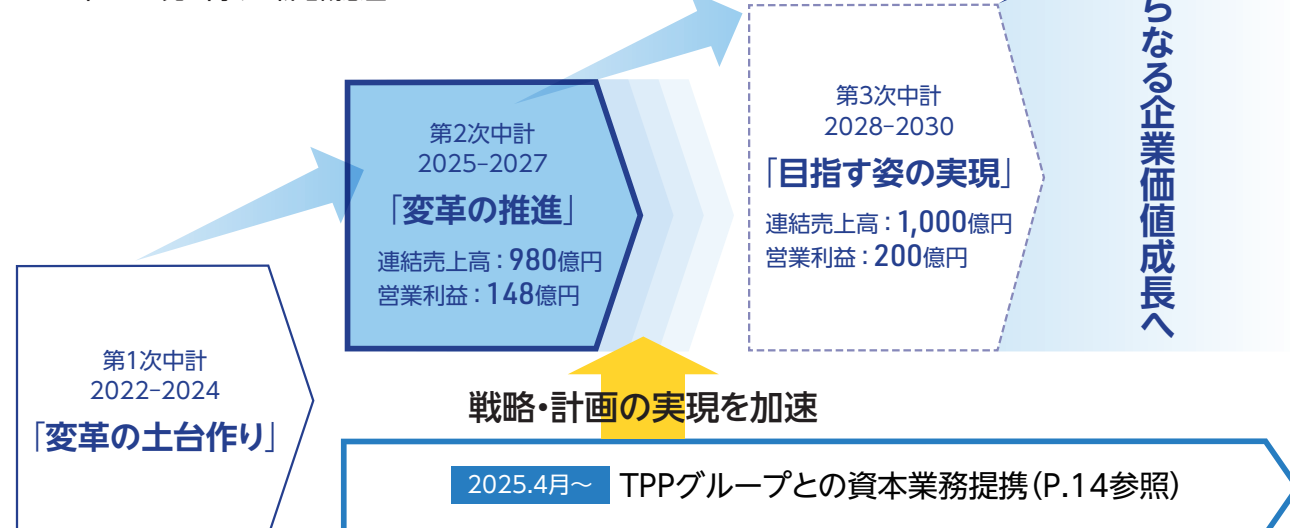 第1次中計
2022-2024
「変革の土台作り」
第2次中計
2025-2027
「変革の推進」
連結売上高：980億円
営業利益：148億円
第3次中計
2028-2030
「目指す姿の実現」
連結売上高：1,000億円
営業利益：200億円
らなる企業価値成長へ
戦略・計画の実現を加速
2025.4月～ TPPグループとの資本業務提携（P.14参照）